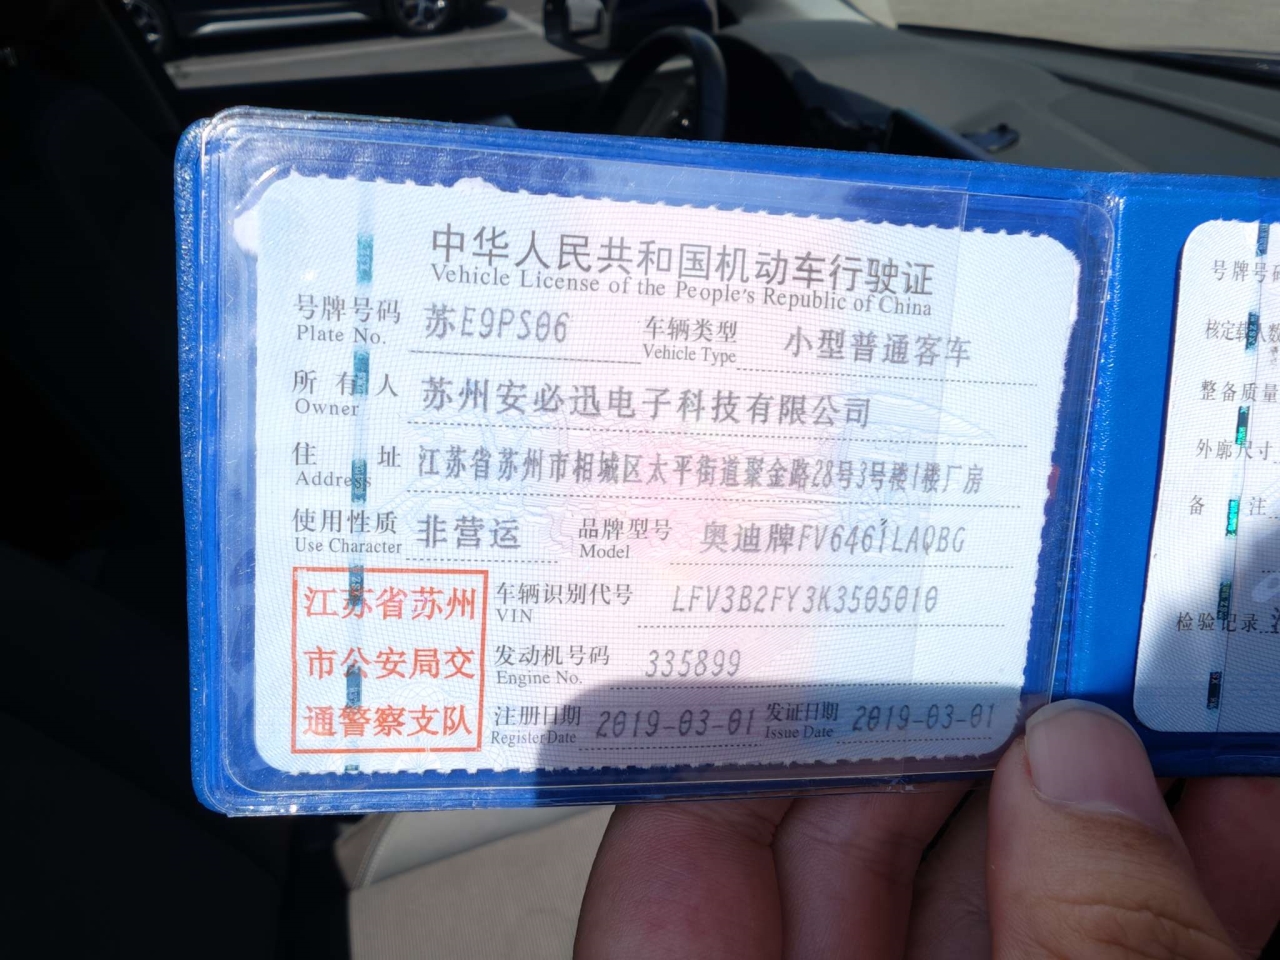 中华人民共和国机动车行驶证
Vehicle License of the People's Republic of China
号牌号码 苏E9PS06 车辆类型 小型普通客车
Plate No. Vehicle Type
所有人 苏州安必迅电子科技有限公司
Owner
住址 江苏省苏州市相城区太平街道聚金路28号3号楼1楼厂房
Address
使用性质 非营运 品牌型号 奥迪牌FV6461LAQBG
Use Character Model
江苏省苏州
市公安局交
通警察支队
车辆识别代号 LFV3B2FY3K3505010
VIN
发动机号码 335899
Engine No.
注册日期 2019-03-01 发证日期 2019-03-01
Register Date Issue Date
号牌号码
核定载人数
整备质量
外廓尺寸
备注
检验记录